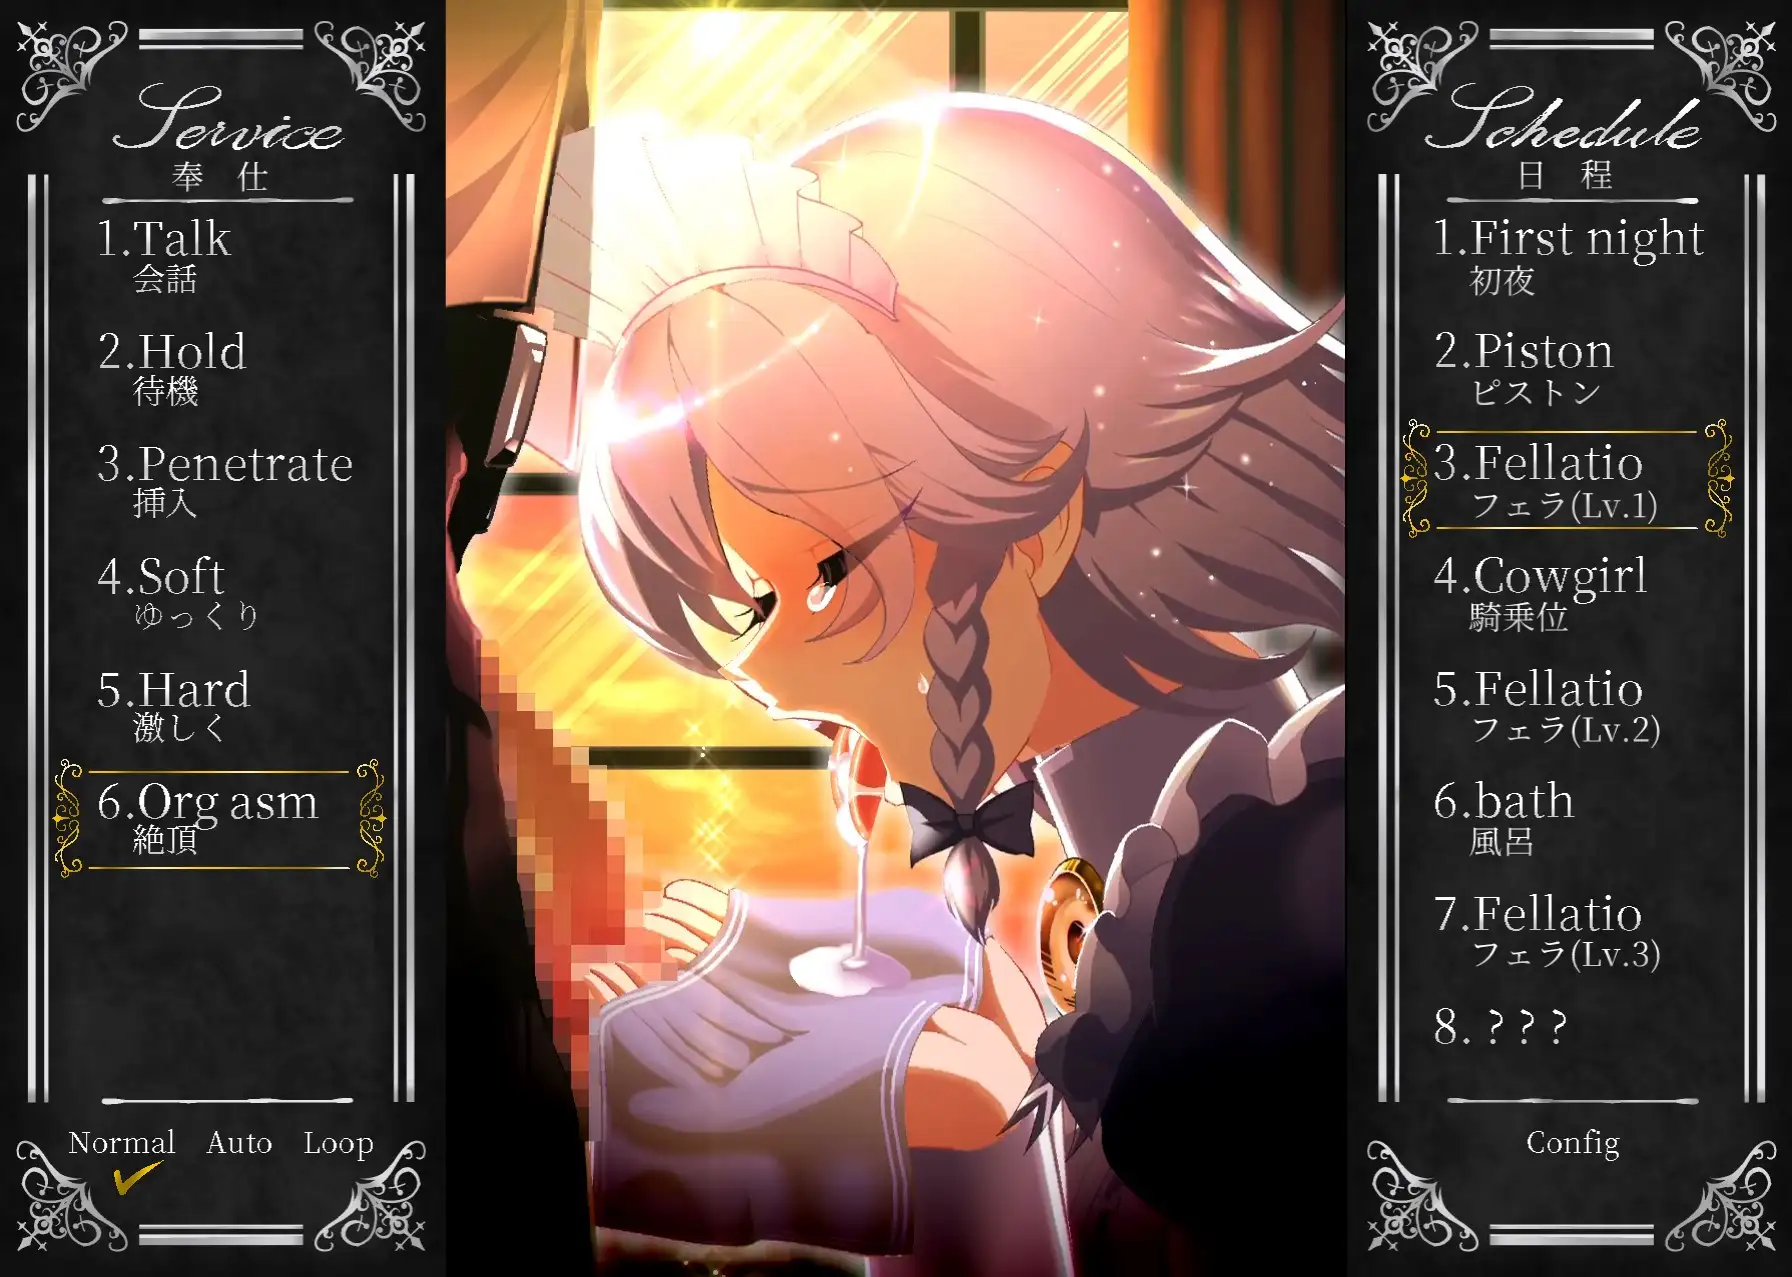 Service
奉仕
1.Talk
会話
2.Hold
待機
3.Penetrate
挿入
4.Soft
ゆっくり
5.Hard
激しく
6.Org asm
絶頂
Normal Auto Loop
Schedule
日程
1.First night
初夜
2.Piston
ピストン
3.Fellatio
フェラ(Lv.1)
4.Cowgirl
騎乗位
5.Fellatio
フェラ(Lv.2)
6.bath
風呂
7.Fellatio
フェラ(Lv.3)
8.???
Config